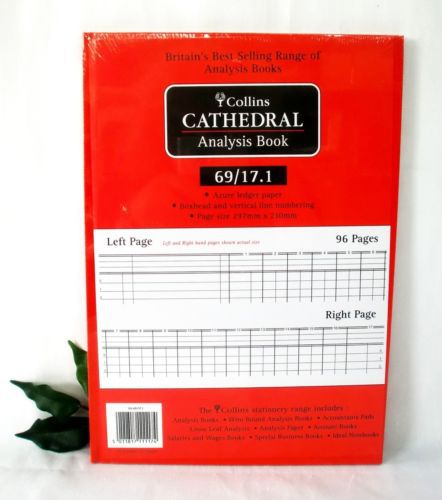 Britain's Best Selling Range of
Analysis Books
Collins
CATHEDRAL
Analysis Book
69/17.1
• Azure ledger paper
• Boxhead and vertical line numbering
• Page size 297mm x 210mm
Left Page Left and Right hand pages shown actual size 96 Pages
Right Page
The Collins stationery range includes :
Analysis Books • Wiro Bound Analysis Books • Accountants Pads
Loose Leaf Analysis • Analysis Paper • Account Books
Salaries and Wages Books • Special Business Books • Ideal Notebooks